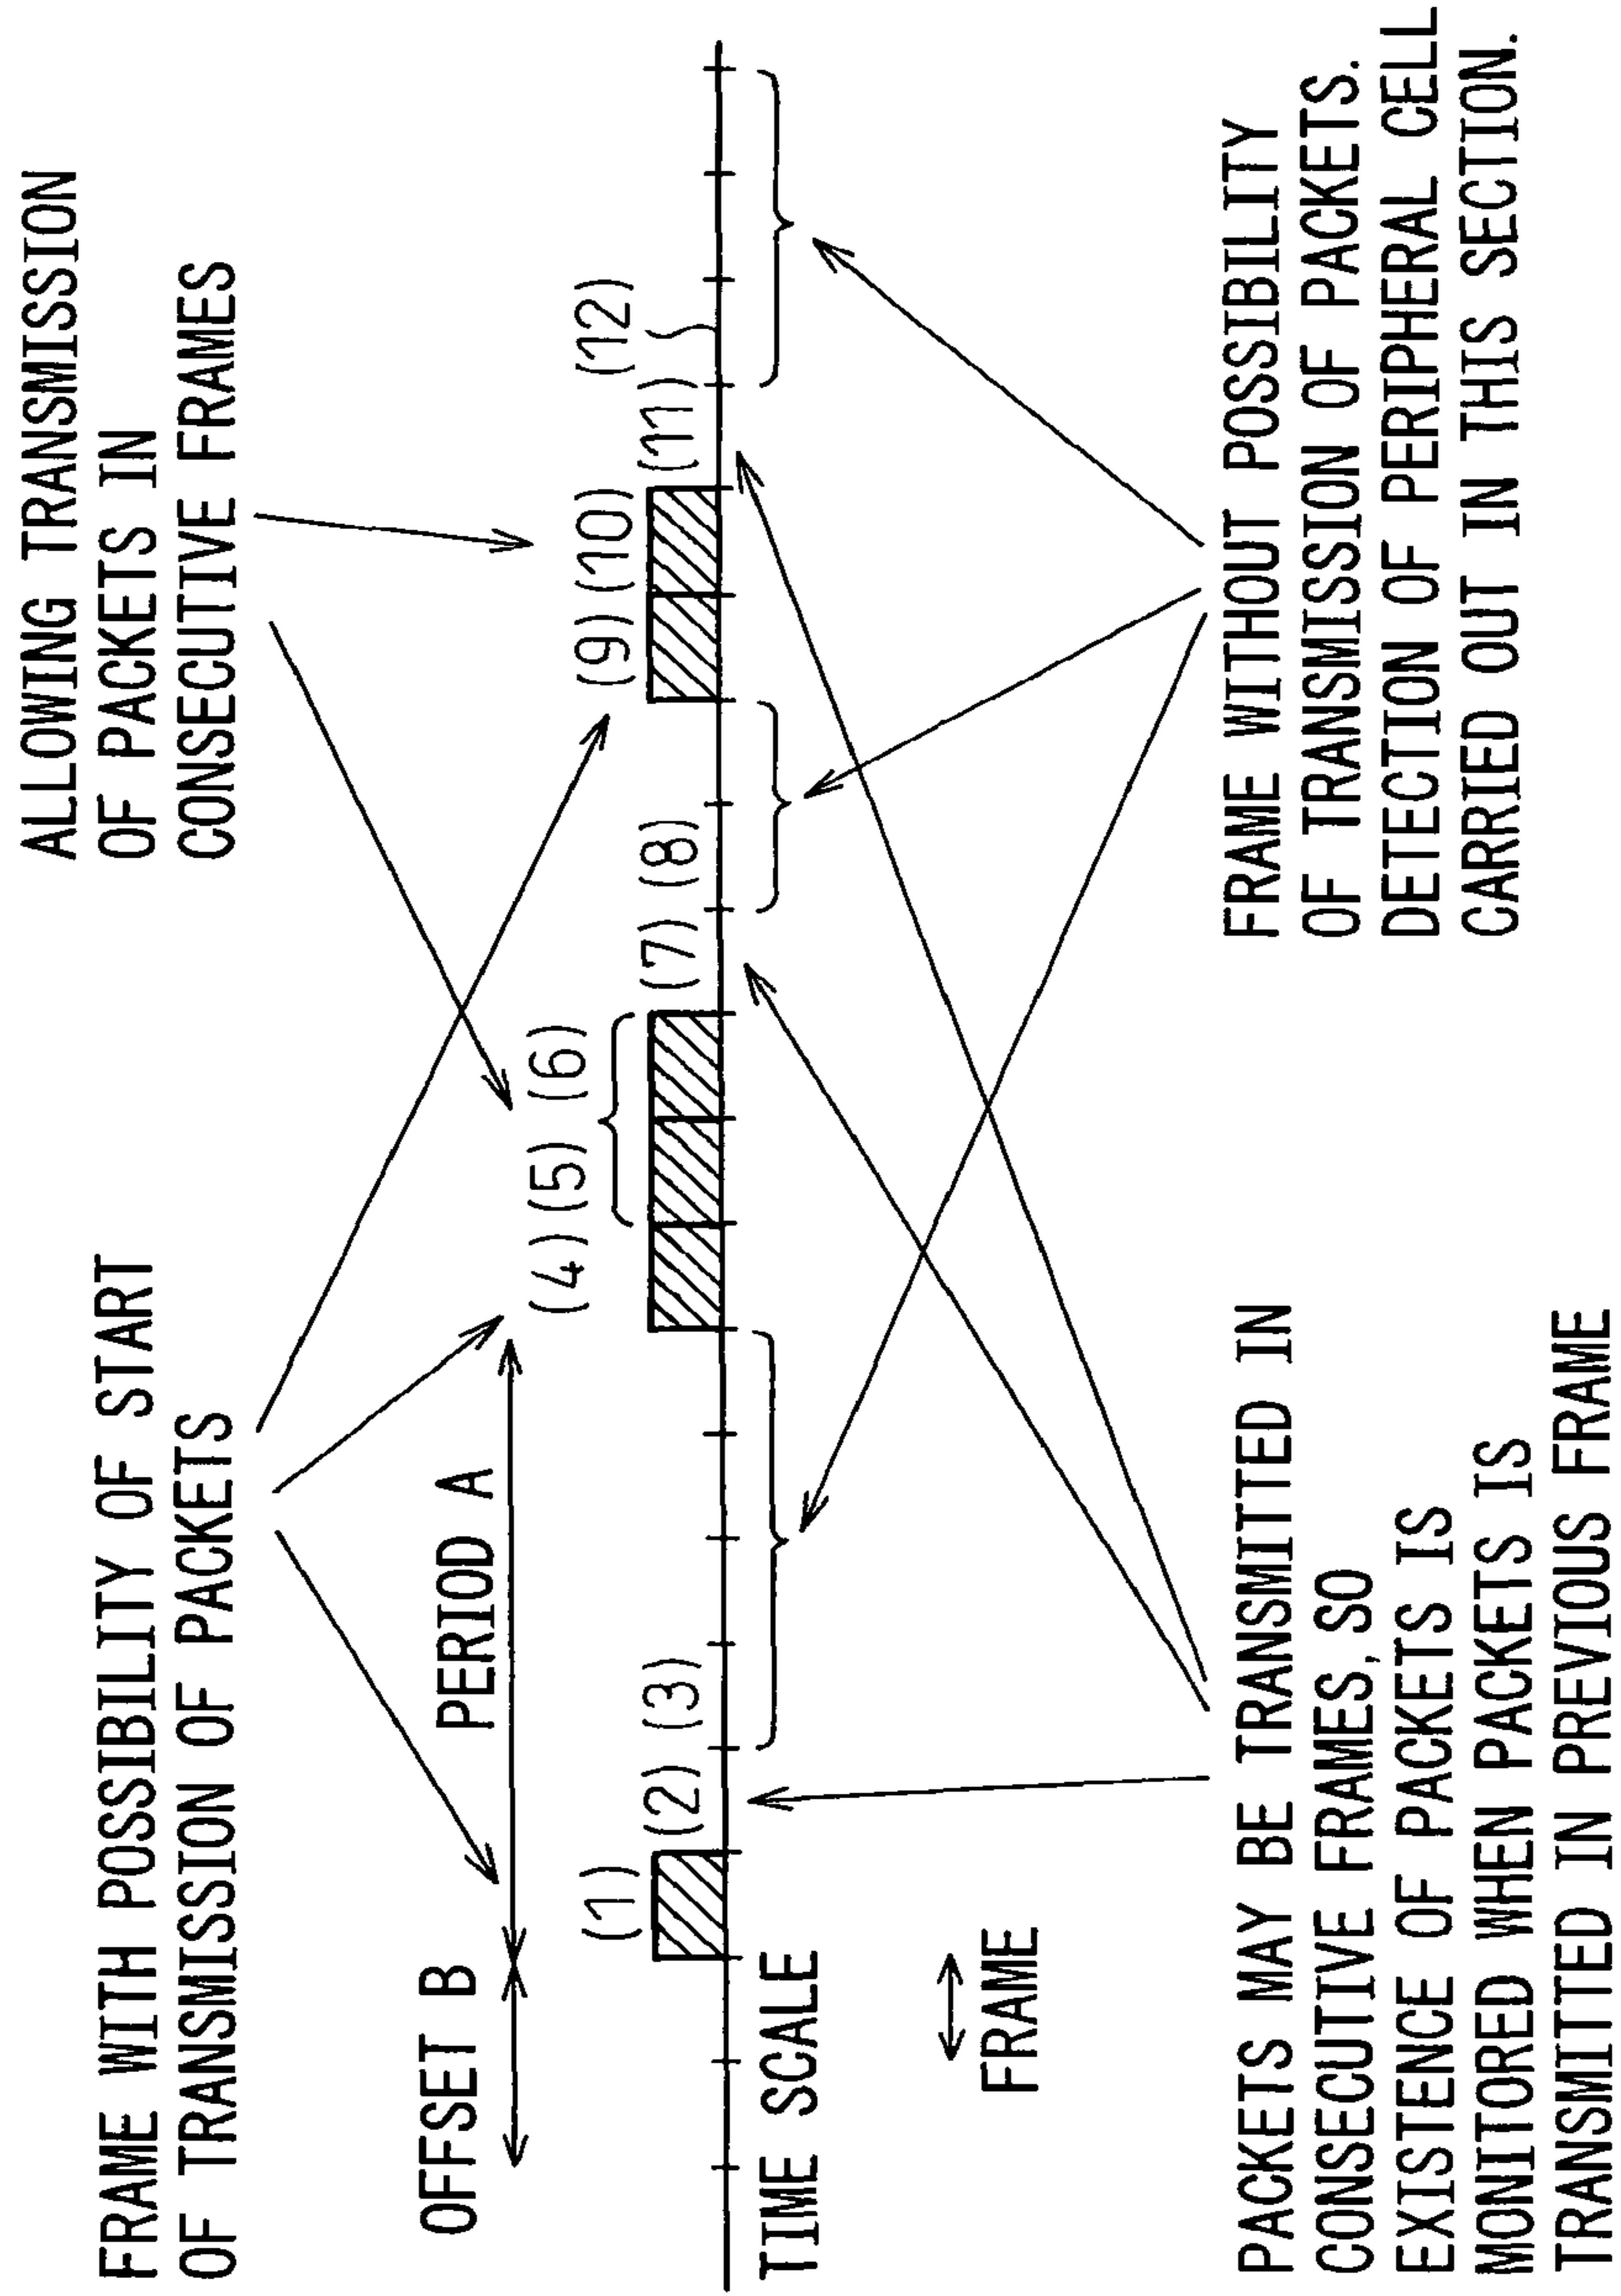 FRAME WITH POSSIBILITY OF START
OF TRANSMISSION OF PACKETS
ALLOWING TRANSMISSION
OF PACKETS IN
CONSECUTIVE FRAMES
OFFSET B
PERIOD A
(4) (5) (6)
(1)
(9) (10)
(12)
(2) (3)
(7) (8)
(11)
TIME SCALE
FRAME
PACKETS MAY BE TRANSMITTED IN
CONSECUTIVE FRAMES, SO
EXISTENCE OF PACKETS IS
MONITORED WHEN PACKETS IS
TRANSMITTED IN PREVIOUS FRAME
FRAME WITHOUT POSSIBILITY
OF TRANSMISSION OF PACKETS.
DETECTION OF PERIPHERAL CELL
CARRIED OUT IN THIS SECTION.